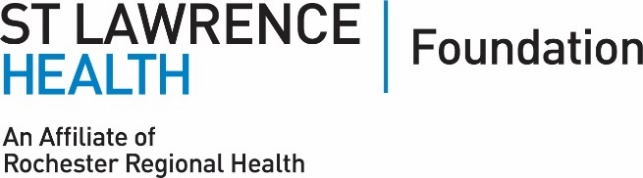 ST LAWRENCE
HEALTH
Foundation
An Affiliate of
Rochester Regional Health